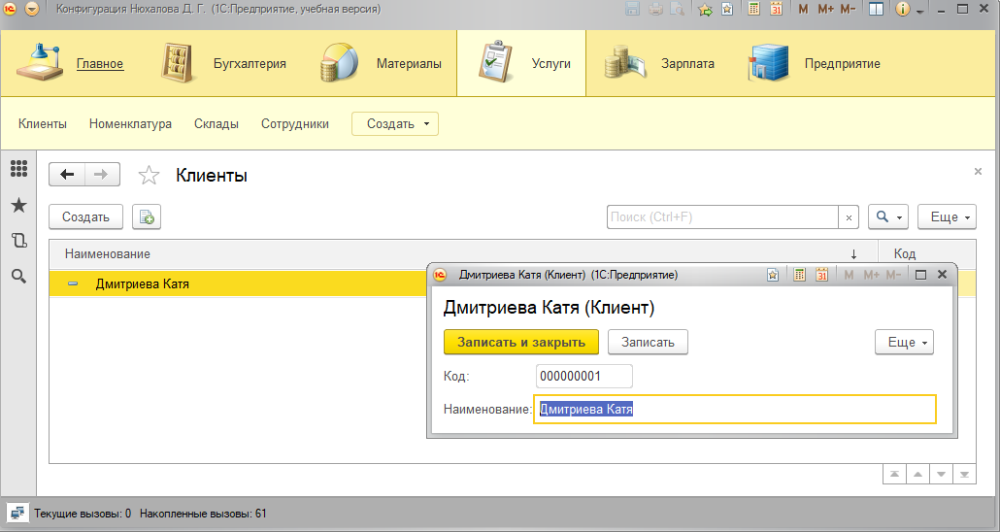 Конфигурация Нюхалова Д. Г. (1С:Предприятие, учебная версия)
31 M M+ M-
Главное Бухгалтерия Материалы Услуги Зарплата Предприятие
Клиенты Номенклатура Склады Сотрудники Создать
Клиенты
Создать Поиск (Ctrl+F) Еще
Наименование Код
Дмитриева Катя
Дмитриева Катя (Клиент) (1С:Предприятие) 31 M M+ M-
Дмитриева Катя (Клиент)
Записать и закрыть Записать Еще
Код: 000000001
Наименование: Дмитриева Катя
Текущие вызовы: 0 Накопленные вызовы: 61